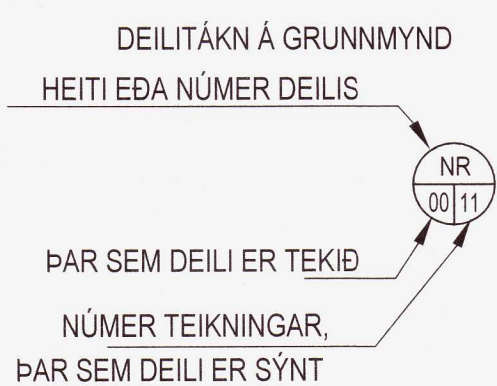 DEILITÁKN Á GRUNNMYND
HEITI EÐA NÚMER DEILIS
NR
00 11
ÞAR SEM DEILI ER TEKIÐ
NÚMER TEIKNINGAR,
ÞAR SEM DEILI ER SÝNT